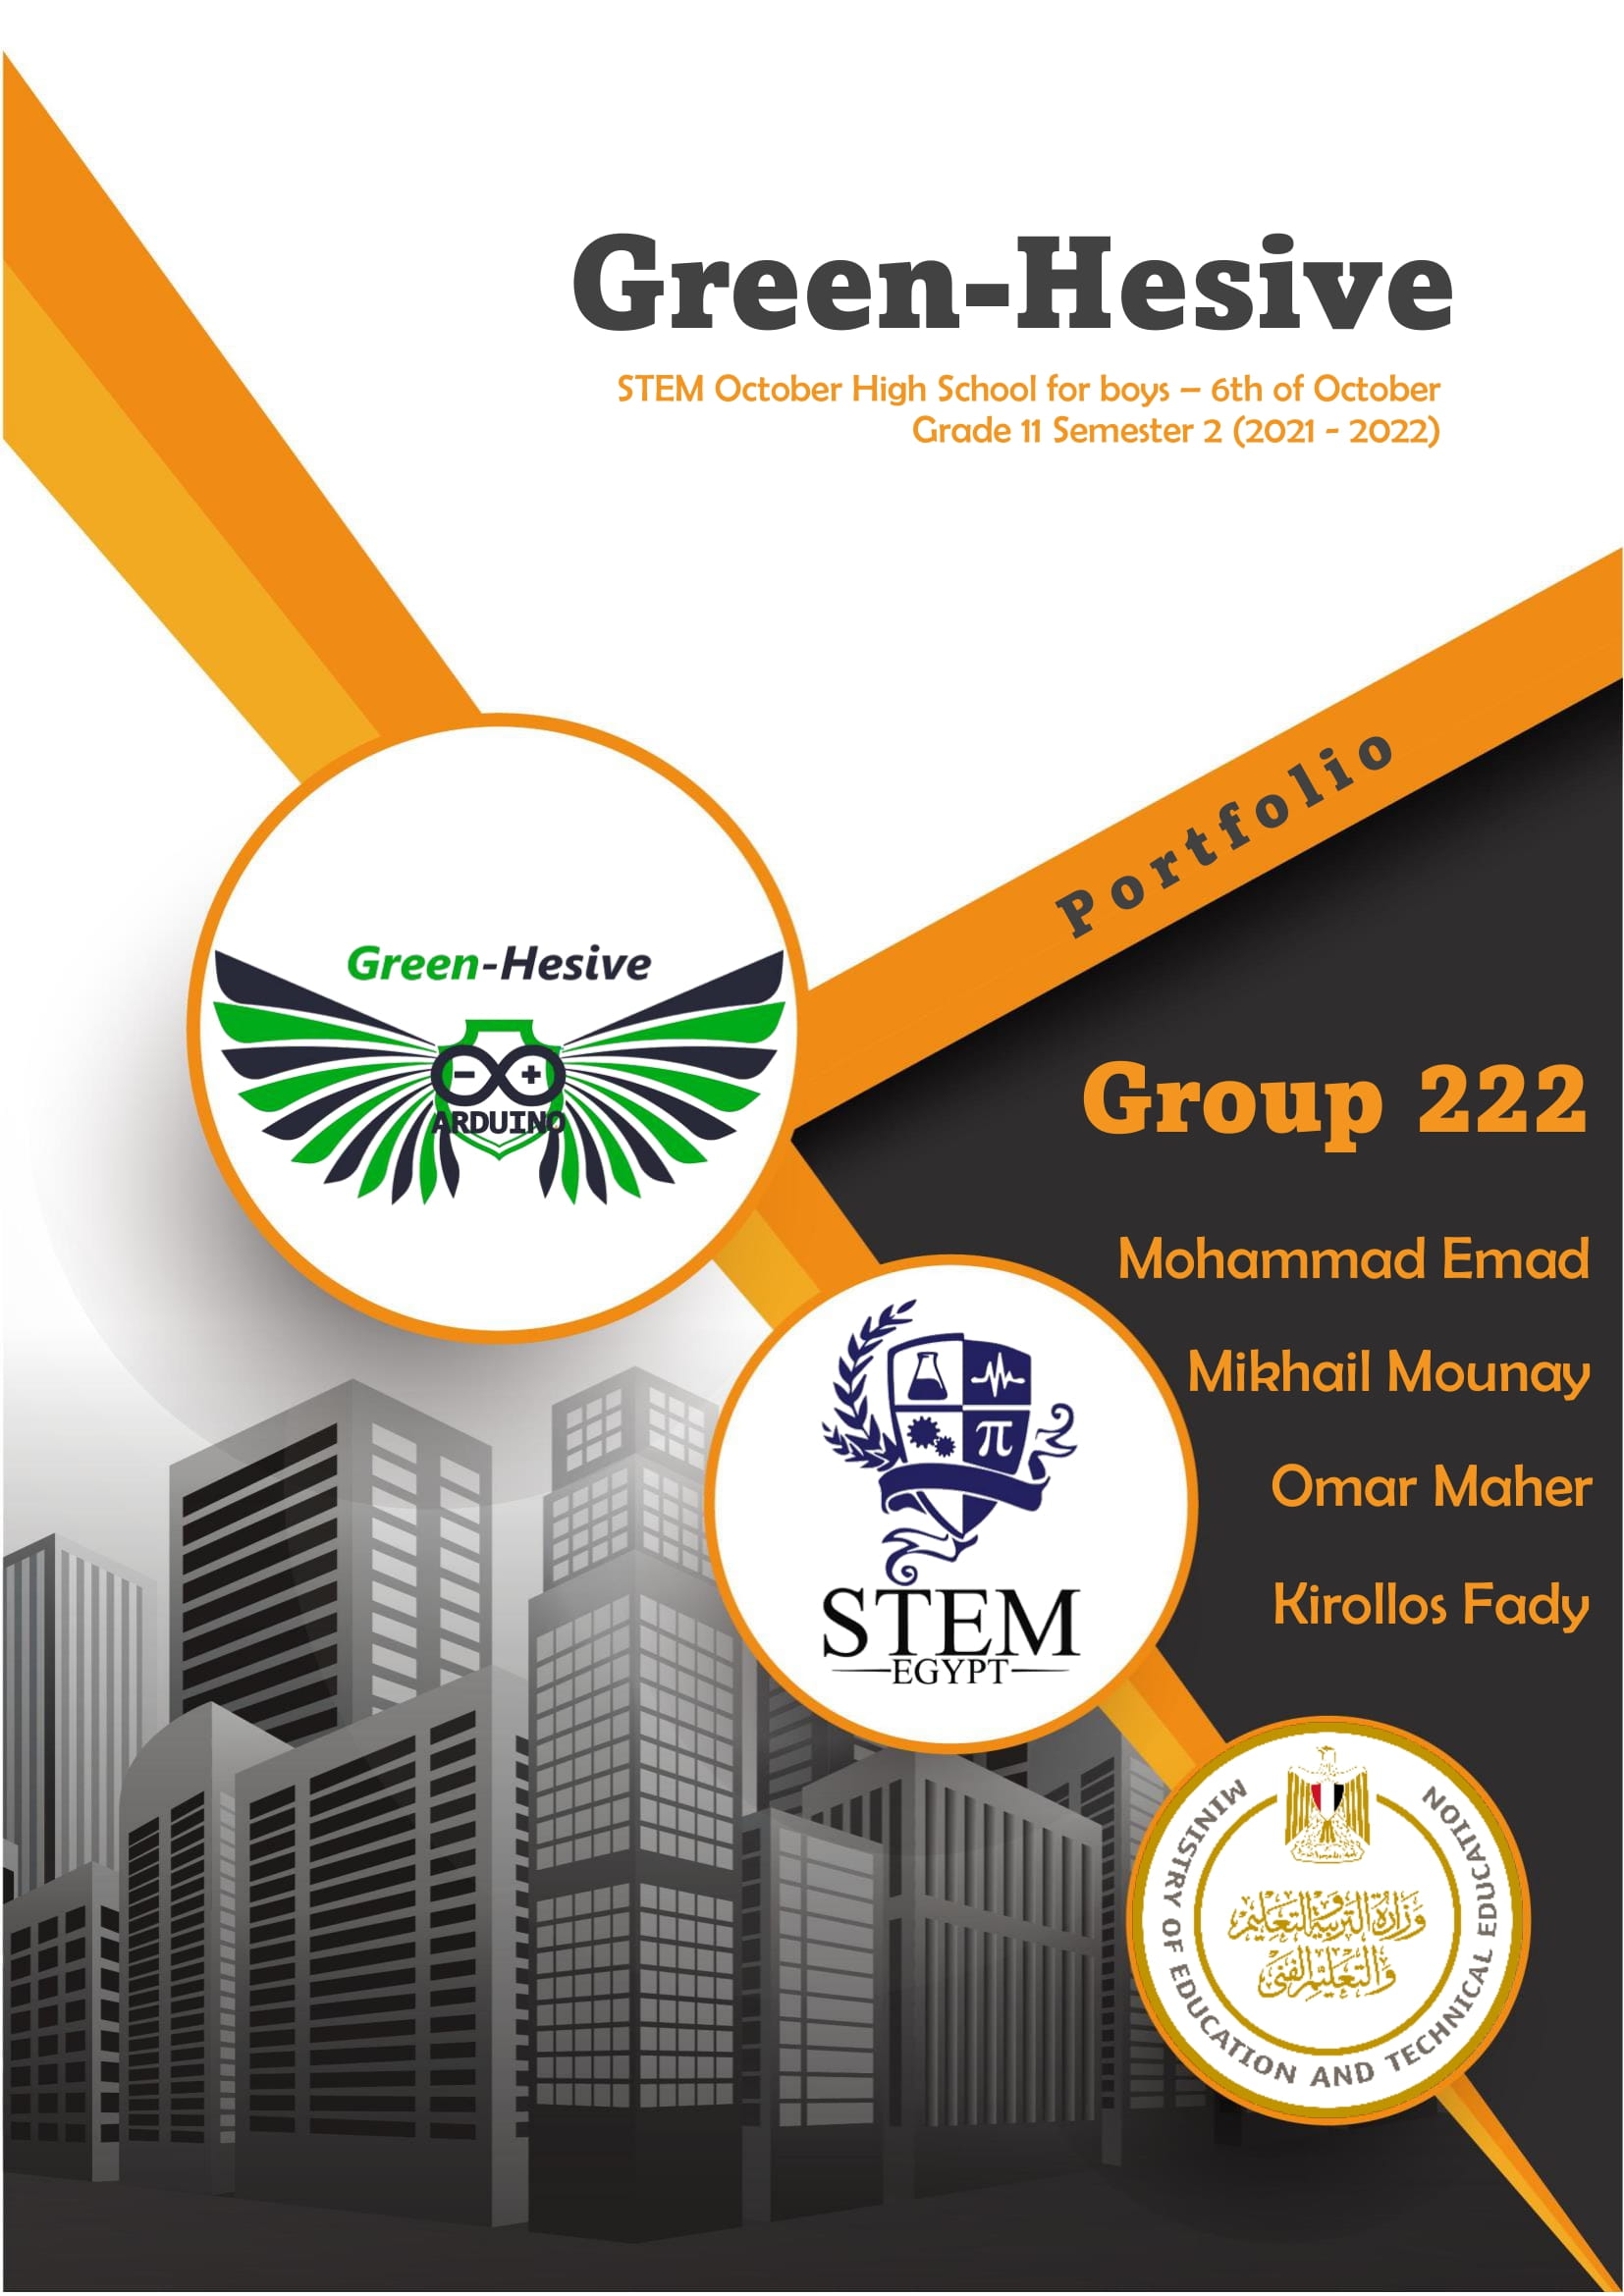 Green-Hesive
STEM October High School for boys – 6th of October
Grade 11 Semester 2 (2021 - 2022)
Portfolio
Green-Hesive
ARDUINO
Group 222
Mohammad Emad
Mikhail Mounay
Omar Maher
Kirollos Fady
π
STEM
EGYPT
MINISTRY OF EDUCATION AND TECHNICAL EDUCATION
وزارة التربية والتعليم
والتعليم الفني